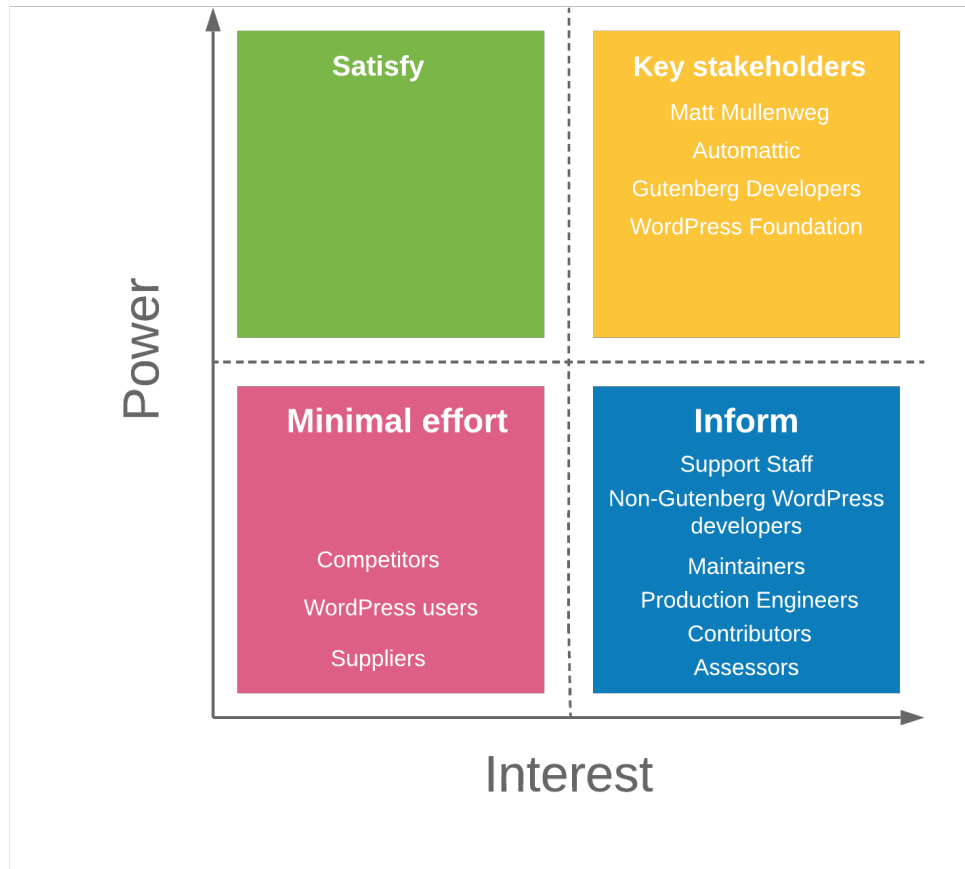 Satisfy
Key stakeholders
Matt Mullenweg
Automattic
Gutenberg Developers
WordPress Foundation
Power
Minimal effort
Competitors
WordPress users
Suppliers
Inform
Support Staff
Non-Gutenberg WordPress
developers
Maintainers
Production Engineers
Contributors
Assessors
Interest